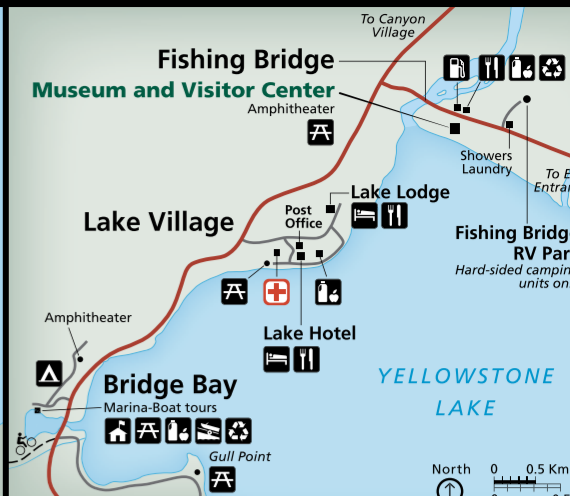 To Canyon
Village
Fishing Bridge
Museum and Visitor Center
Amphitheater
Showers
Laundry
To E
Entra
Lake Lodge
Post
Office
Lake Village
Fishing Bridg
RV Par
Hard-sided campin
units on
Lake Hotel
Amphitheater
YELLOWSTONE
LAKE
Bridge Bay
Marina-Boat tours
Gull Point
North
0 0.5 Km